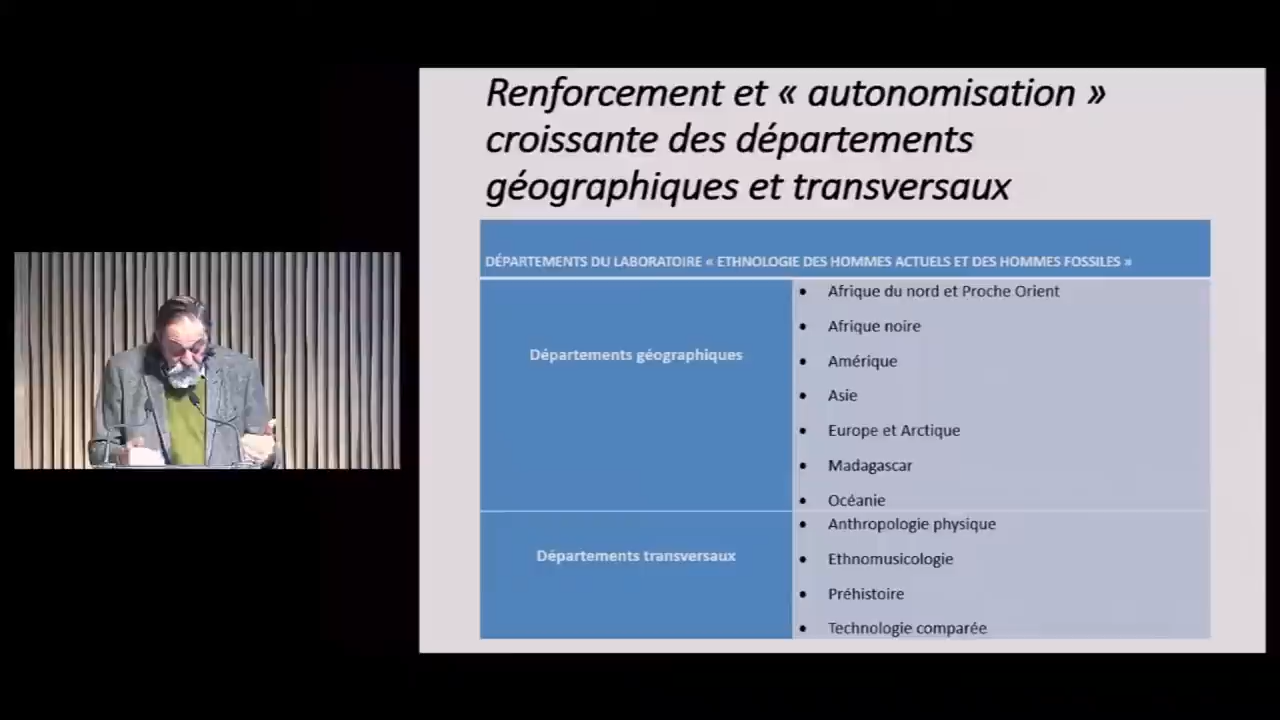 Renforcement et « autonomisation »
croissante des départements
géographiques et transversaux
DÉPARTEMENTS DU LABORATOIRE « ETHNOLOGIE DES HOMMES ACTUELS ET DES HOMMES FOSSILES »
Départements géographiques
• Afrique du nord et Proche Orient
• Afrique noire
• Amérique
• Asie
• Europe et Arctique
• Madagascar
• Océanie
Départements transversaux
• Anthropologie physique
• Ethnomusicologie
• Préhistoire
• Technologie comparée